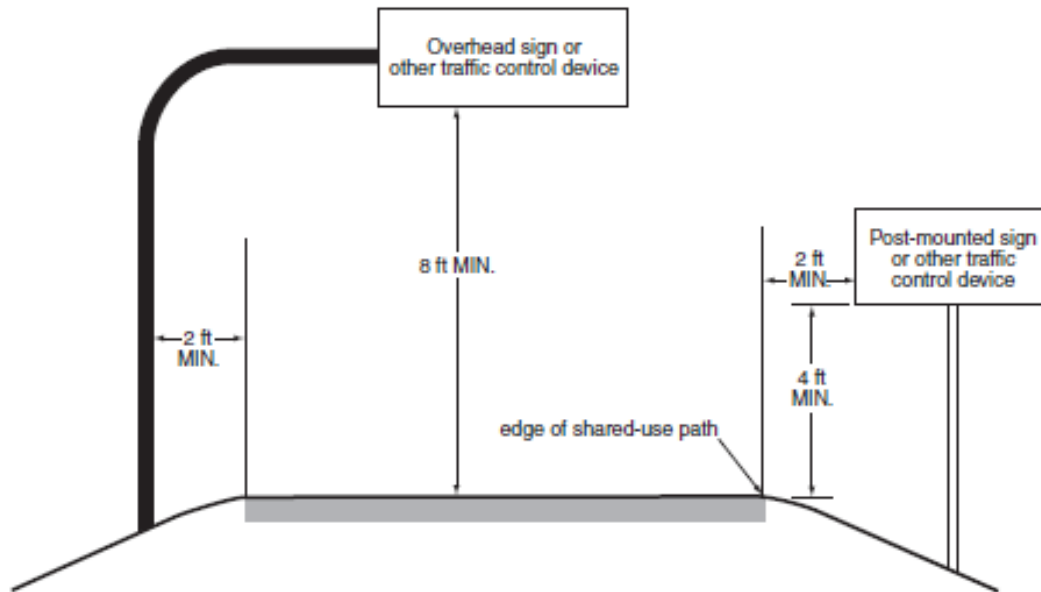 Overhead sign or
other traffic control device
Post-mounted sign
or other traffic
control device
8 ft MIN.
2 ft
MIN.
2 ft
MIN.
4 ft
MIN.
edge of shared-use path